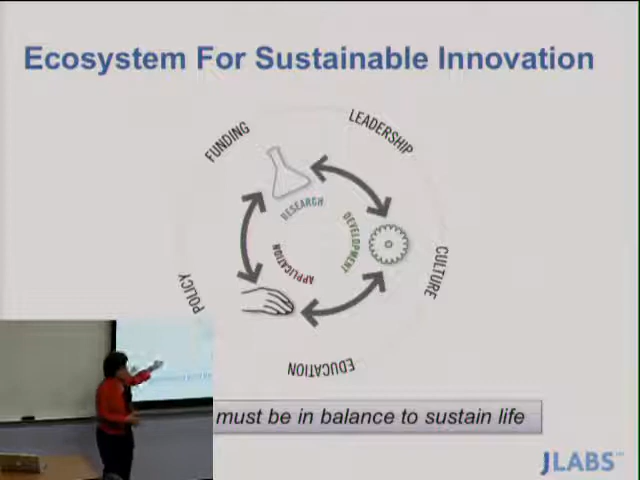 Ecosystem For Sustainable Innovation
FUNDING
LEADERSHIP
RESEARCH
DEVELOPMENT
APPLICATION
CULTURE
POLICY
EDUCATION
must be in balance to sustain life
JLABS